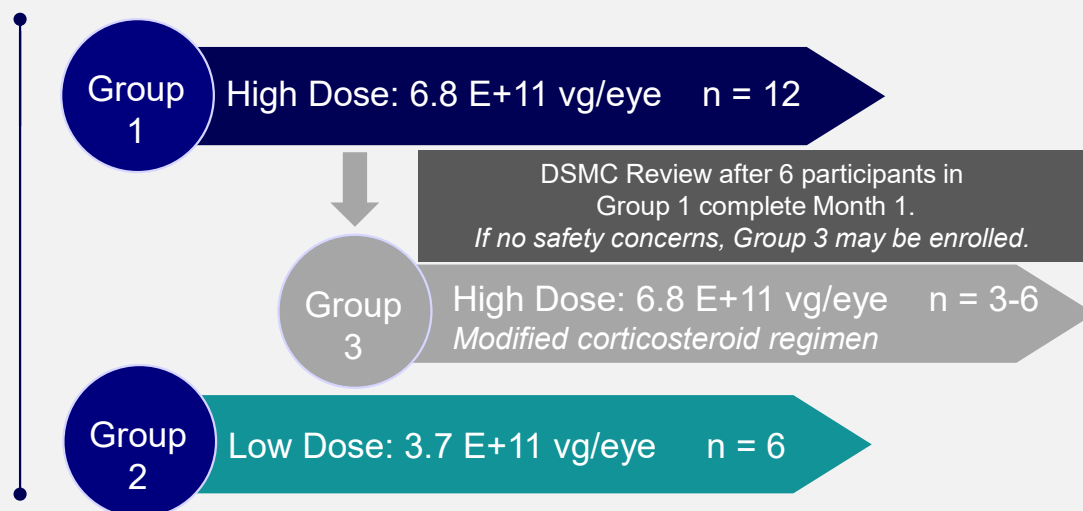 Group
1
High Dose: 6.8 E+11 vg/eye n = 12
DSMC Review after 6 participants in
Group 1 complete Month 1.
If no safety concerns, Group 3 may be enrolled.
Group
3
High Dose: 6.8 E+11 vg/eye n = 3-6
Modified corticosteroid regimen
Group
2
Low Dose: 3.7 E+11 vg/eye n = 6